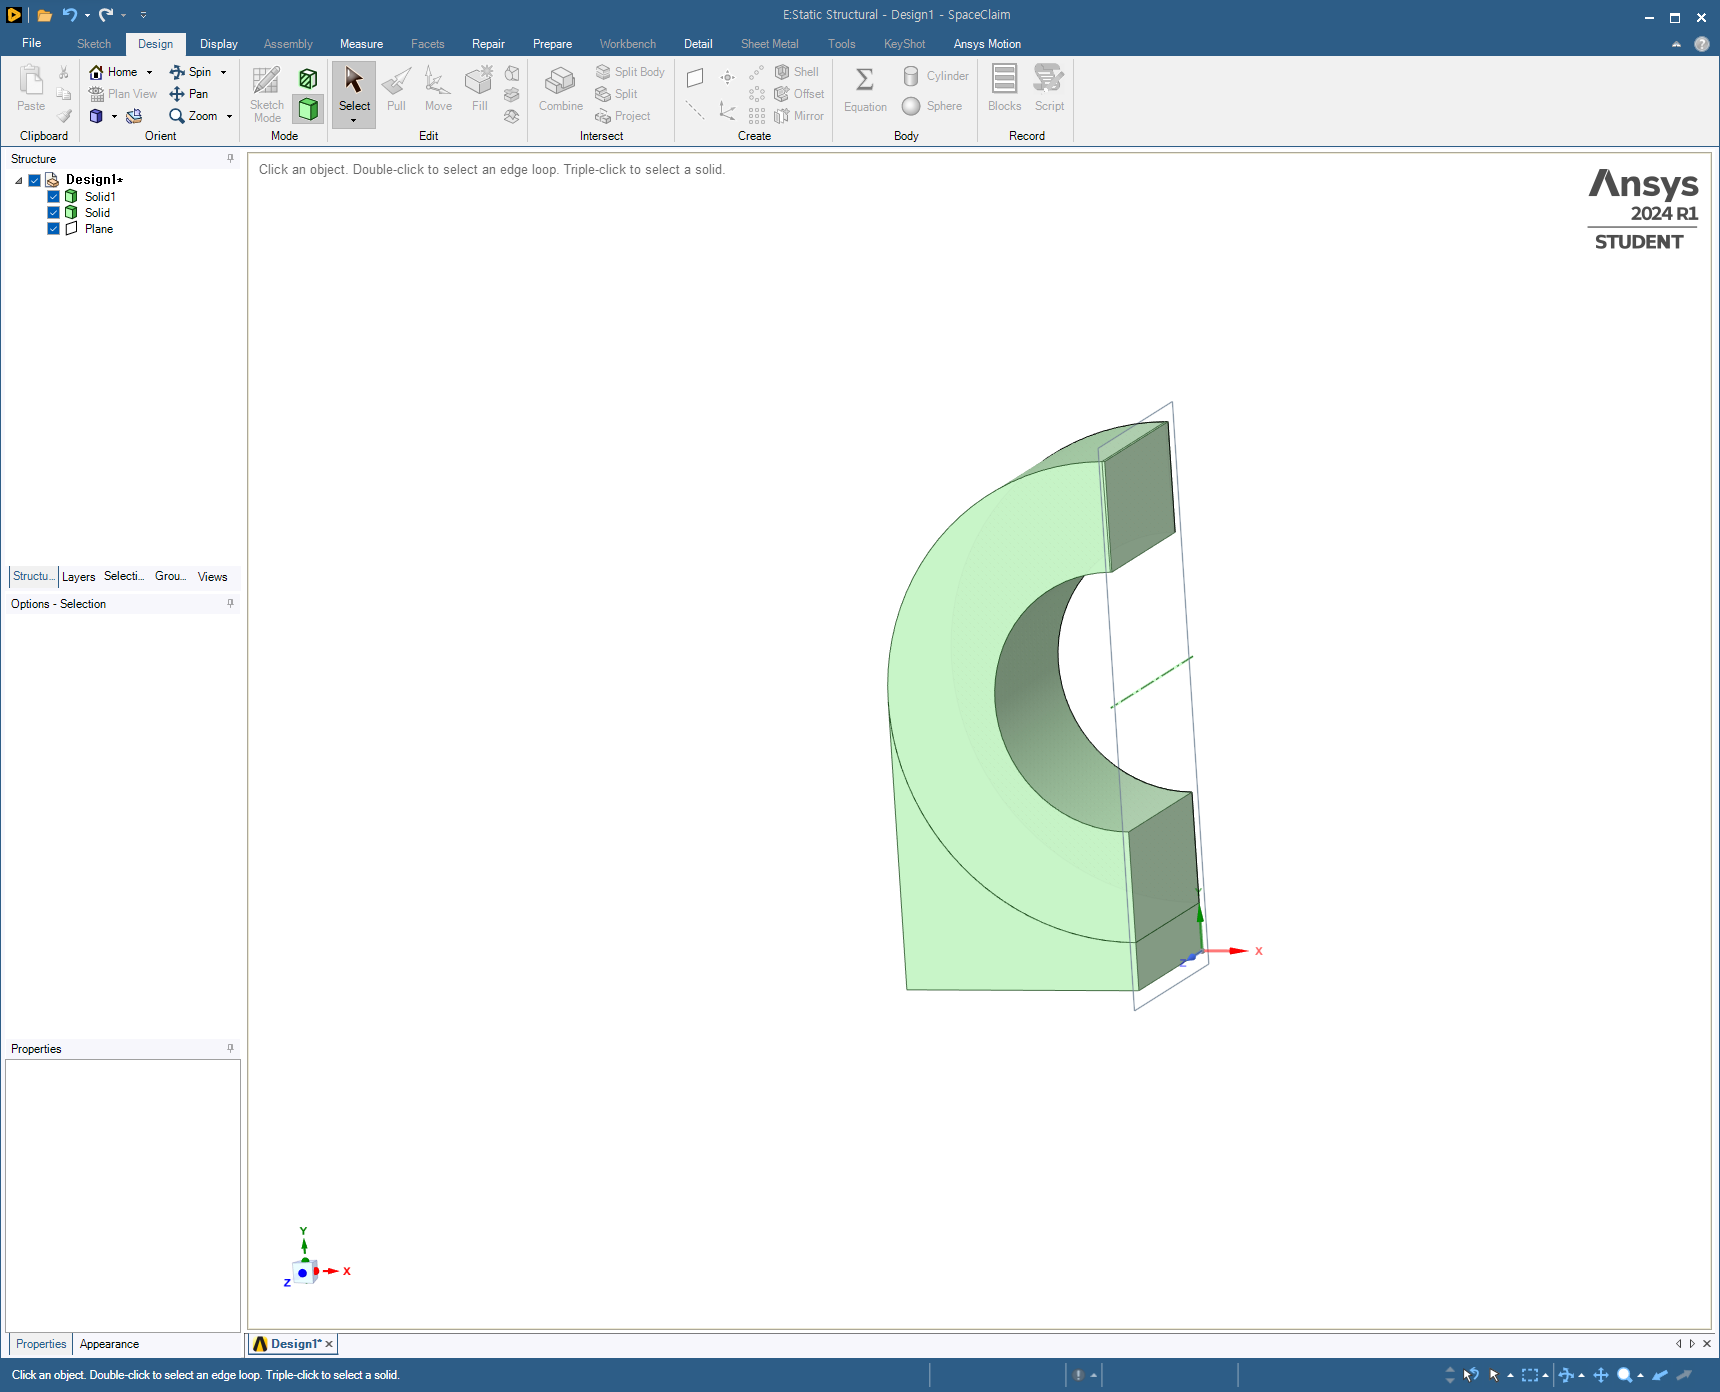 E:Static Structural - Design1 - SpaceClaim
File Sketch Design Display Assembly Measure Facets Repair Prepare Workbench Detail Sheet Metal Tools KeyShot Ansys Motion
Paste
Clipboard
Home Spin
Plan View Pan
Zoom
Orient
Sketch Mode
Mode
Select Pull Move Fill
Edit
Combine Split Body
Split
Project
Intersect
Shell
Offset
Mirror
Create
Equation Cylinder
Sphere
Body
Blocks Script
Record
Structure
Design1*
Solid1
Solid
Plane
Structu... Layers Selecti... Grou... Views
Options - Selection
Properties
Properties Appearance
Click an object. Double-click to select an edge loop. Triple-click to select a solid.
Ansys
2024 R1
STUDENT
Y
X
Z
Y
X
Z
Design1*
Click an object. Double-click to select an edge loop. Triple-click to select a solid.